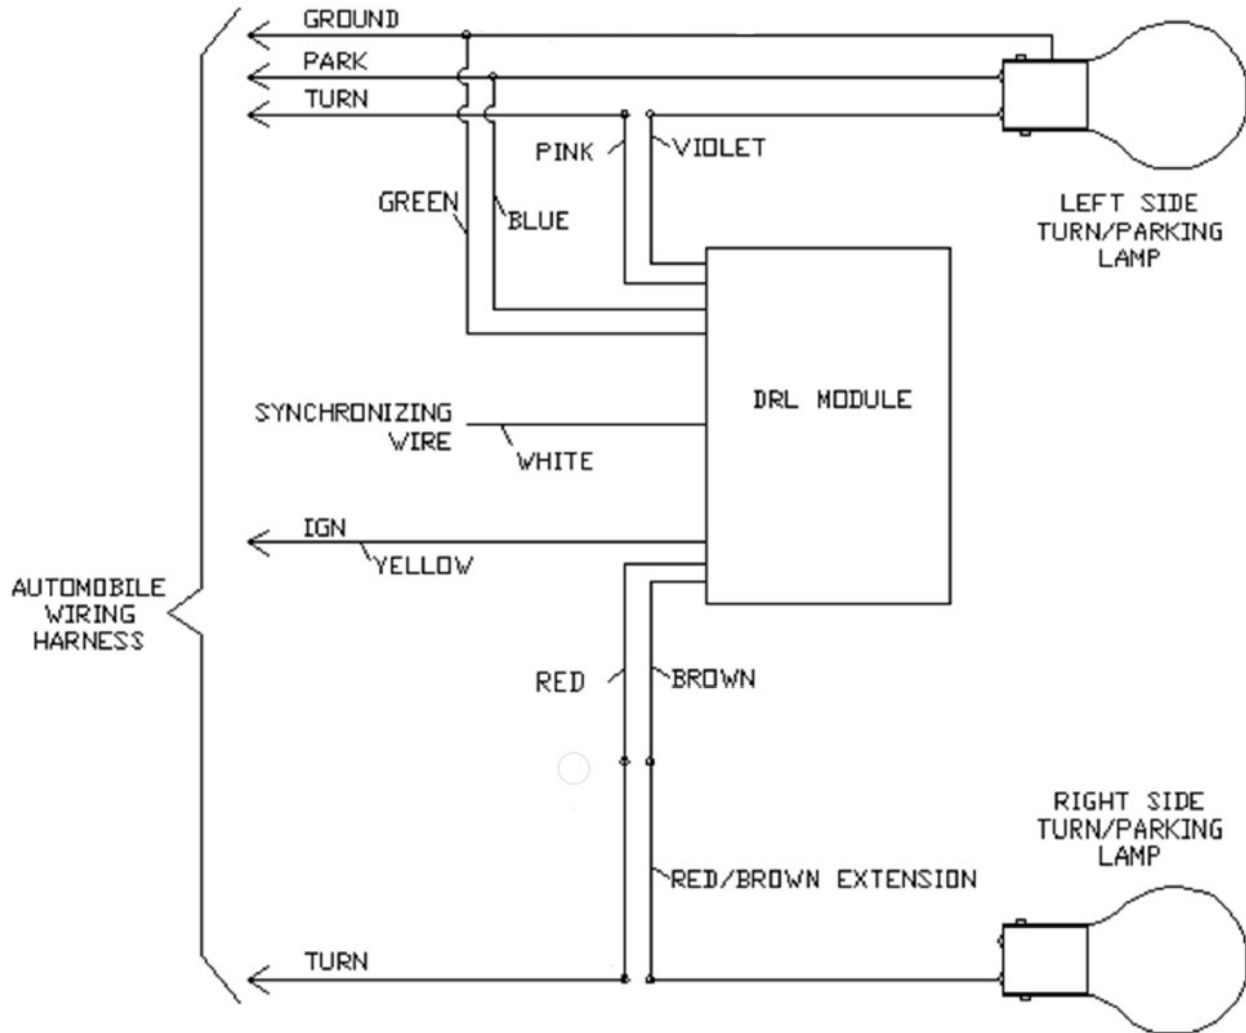 GROUND
PARK
TURN
PINK
VIOLET
GREEN
BLUE
LEFT SIDE
TURN/PARKING
LAMP
DRL MODULE
SYNCHRONIZING
WIRE
WHITE
IGN
YELLOW
AUTOMOBILE
WIRING
HARNESS
RED
BROWN
RIGHT SIDE
TURN/PARKING
LAMP
RED/BROWN EXTENSION
TURN